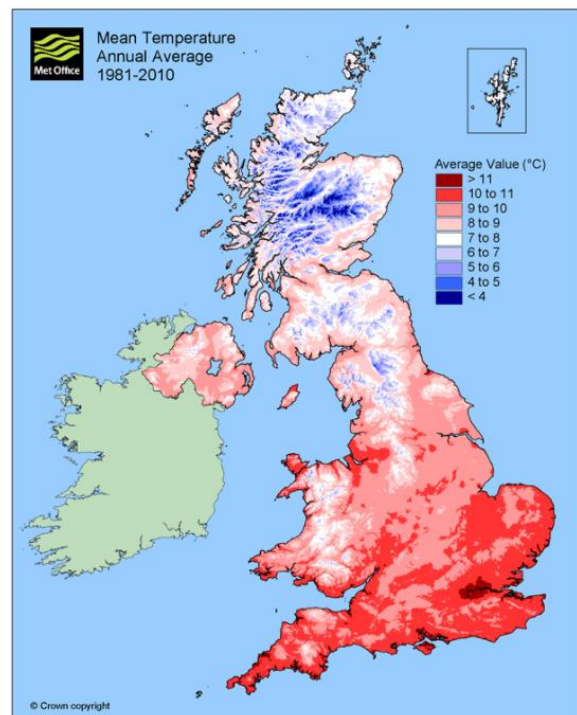 Met Office
Mean Temperature
Annual Average
1981-2010
Average Value (°C)
> 11
10 to 11
9 to 10
8 to 9
7 to 8
6 to 7
5 to 6
4 to 5
< 4
© Crown copyright